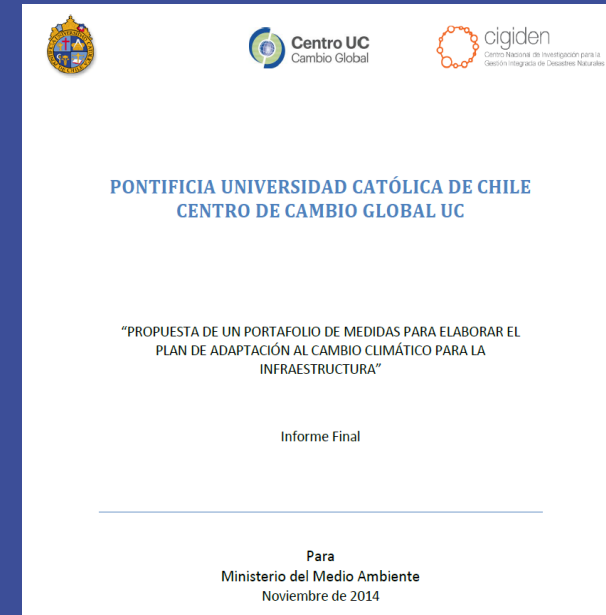 Centro UC
Cambio Global
cigiden
Centro Nacional de Investigación para la
Gestión Integrada de Desastres Naturales
PONTIFICIA UNIVERSIDAD CATÓLICA DE CHILE
CENTRO DE CAMBIO GLOBAL UC
“PROPUESTA DE UN PORTAFOLIO DE MEDIDAS PARA ELABORAR EL
PLAN DE ADAPTACIÓN AL CAMBIO CLIMÁTICO PARA LA
INFRAESTRUCTURA”
Informe Final
Para
Ministerio del Medio Ambiente
Noviembre de 2014